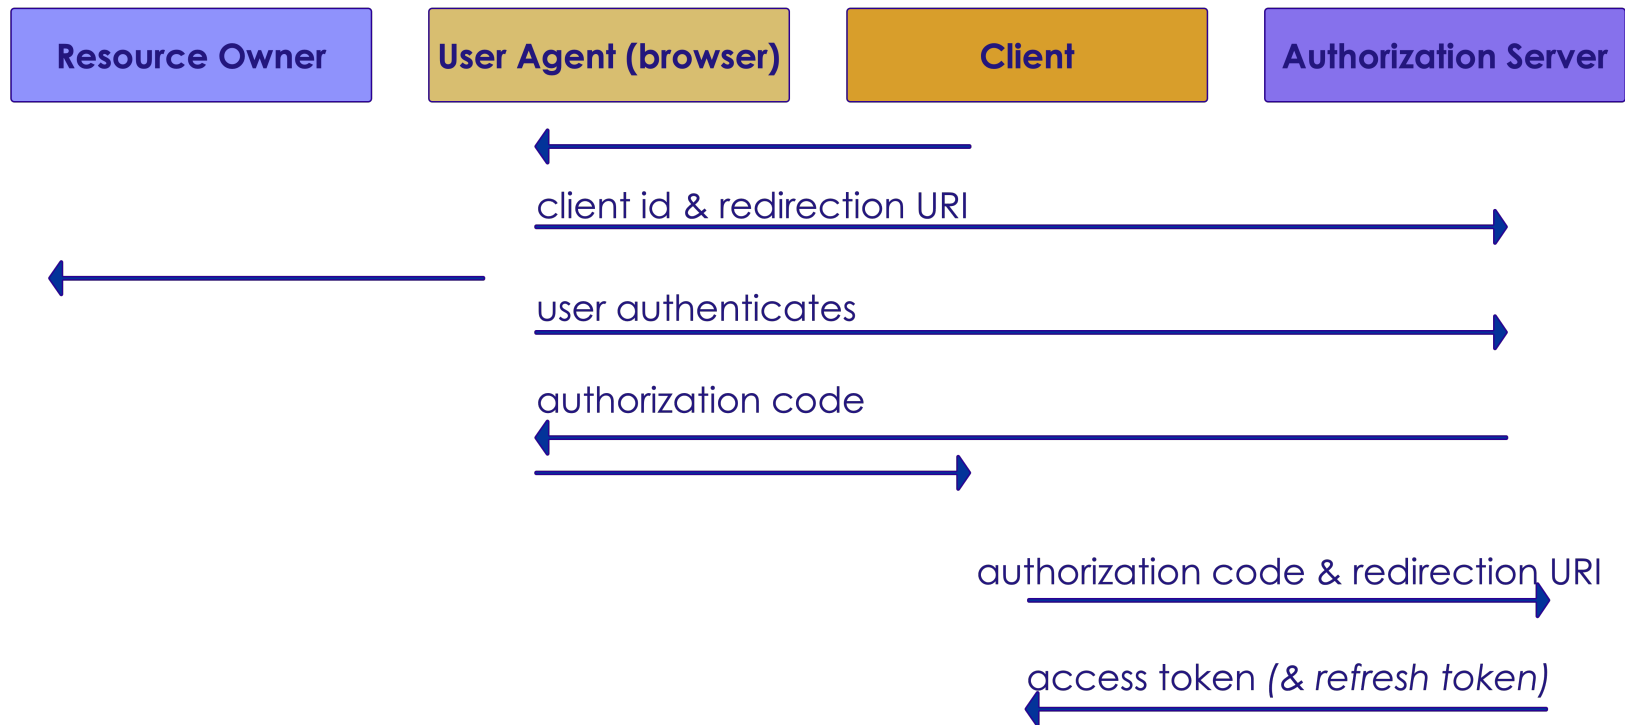 Resource Owner
User Agent (browser)
Client
Authorization Server
client id & redirection URI
user authenticates
authorization code
authorization code & redirection URI
access token (& refresh token)